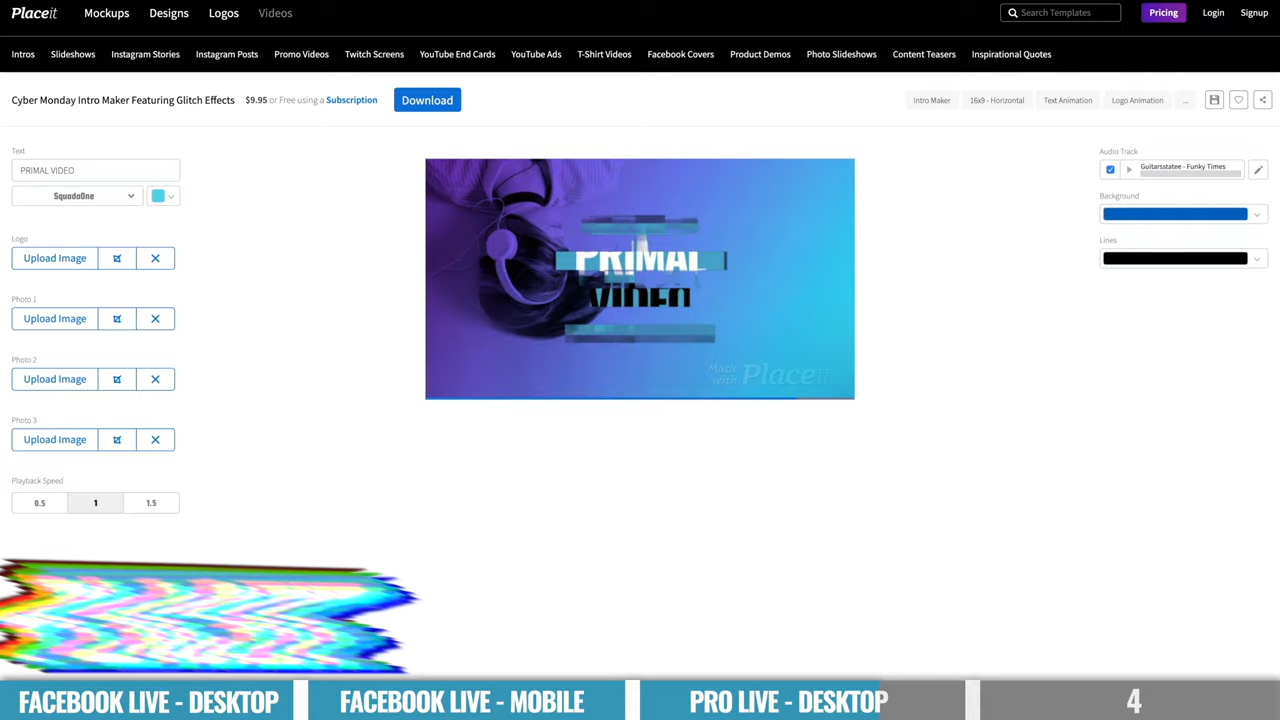 Placeit Mockups Designs Logos Videos Search Templates Pricing Login Signup
Intros Slideshows Instagram Stories Instagram Posts Promo Videos Twitch Screens YouTube End Cards YouTube Ads T-Shirt Videos Facebook Covers Product Demos Photo Slideshows Content Teasers Inspirational Quotes
Cyber Monday Intro Maker Featuring Glitch Effects $9.95 or Free using a Subscription Download Intro Maker 16x9 - Horizontal Text Animation Logo Animation ...
Text
PRIMAL VIDEO
SquadaOne
Logo
Upload Image
Photo 1
Upload Image
Photo 2
Upload Image
Photo 3
Upload Image
Playback Speed
0.5 1 1.5
PRIMAL
VIDEO
Made with Placeit
Audio Track
Guitarsstatee - Funky Times
Background
Lines
FACEBOOK LIVE - DESKTOP FACEBOOK LIVE - MOBILE PRO LIVE - DESKTOP 4